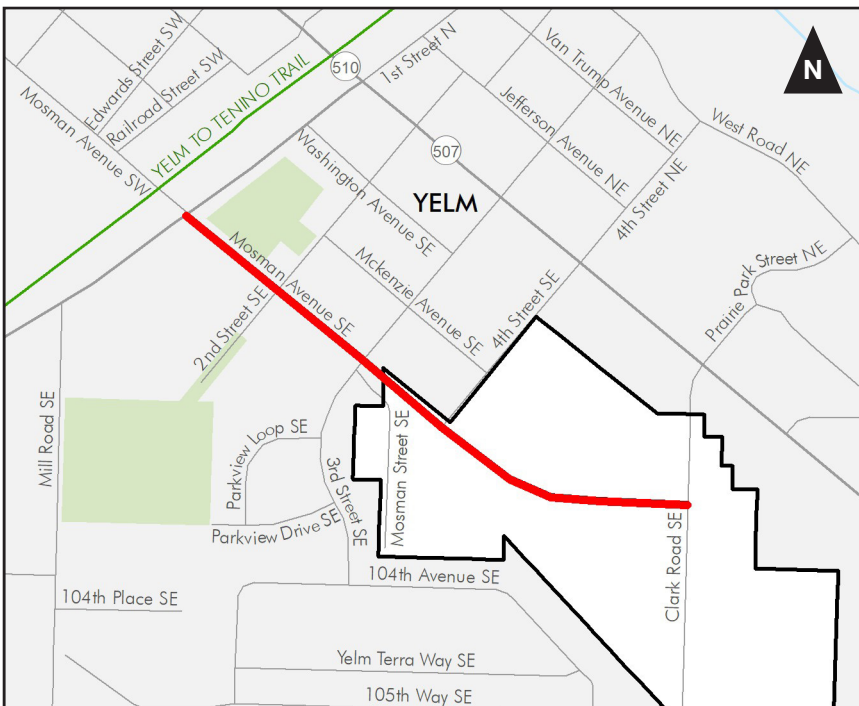 N
Edwards Street SW
Railroad Street SW
Mosman Avenue SW
YELM TO TENINO TRAIL
510
1st Street N
Van Trump Avenue NE
Jefferson Avenue NE
West Road NE
507
Washington Avenue SE
YELM
4th Street NE
Mosman Avenue SE
Mckenzie Avenue SE
Prairie Park Street NE
4th Street SE
2nd Street SE
Mill Road SE
Parkview Loop SE
3rd Street SE
Mosman Street SE
Parkview Drive SE
Clark Road SE
104th Avenue SE
104th Place SE
Yelm Terra Way SE
105th Way SE